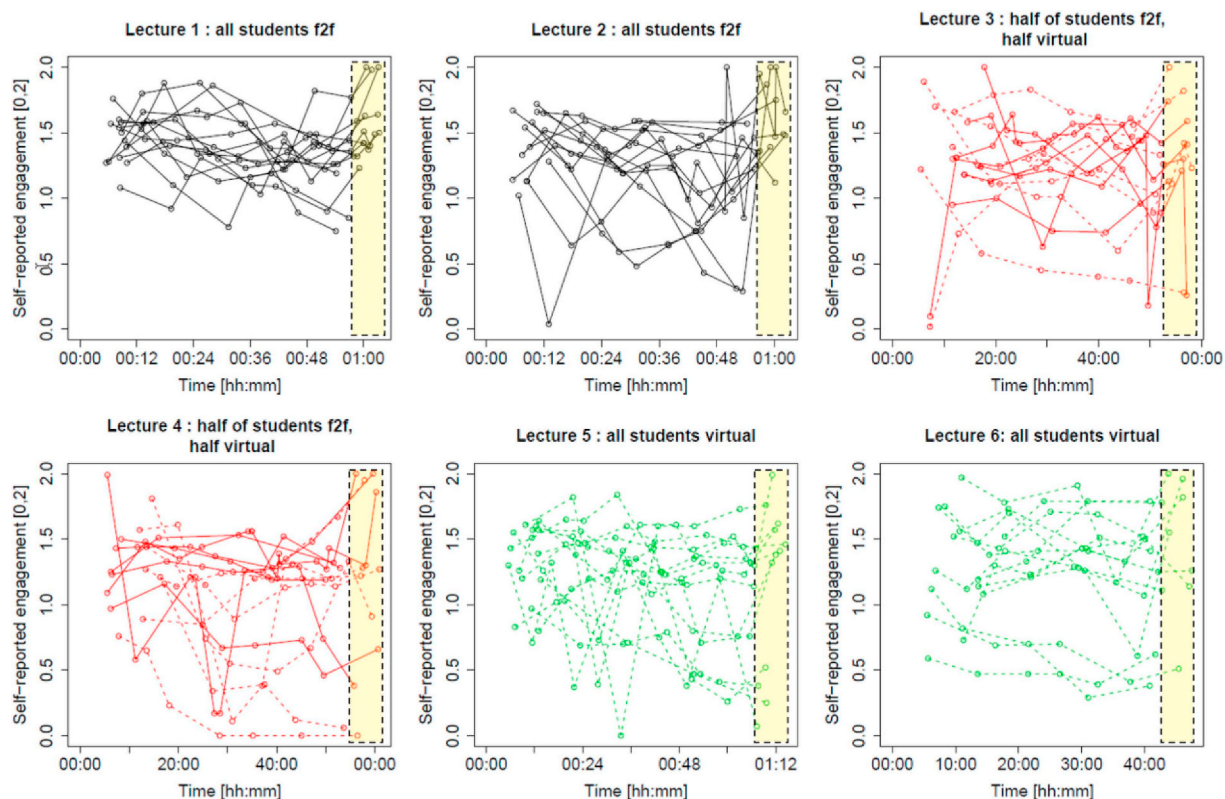 Lecture 1 : all students f2f
Lecture 2 : all students f2f
Lecture 3 : half of students f2f,
half virtual
Self−reported engagement [0,2]
2.0
1.5
1.0
0.5
0.0
00:00 00:12 00:24 00:36 00:48 01:00
Time [hh:mm]
Self−reported engagement [0,2]
2.0
1.5
1.0
0.5
0.0
00:00 00:12 00:24 00:36 00:48 01:00
Time [hh:mm]
Self−reported engagement [0,2]
2.0
1.5
1.0
0.5
0.0
20:00 40:00 00:00
Time [hh:mm]
Lecture 4 : half of students f2f,
half virtual
Lecture 5 : all students virtual
Lecture 6: all students virtual
Self−reported engagement [0,2]
2.0
1.5
1.0
0.5
0.0
00:00 20:00 40:00 00:00
Time [hh:mm]
Self−reported engagement [0,2]
2.0
1.5
1.0
0.5
0.0
00:00 00:24 00:48 01:12
Time [hh:mm]
Self−reported engagement [0,2]
2.0
1.5
1.0
0.5
0.0
00:00 10:00 20:00 30:00 40:00
Time [hh:mm]